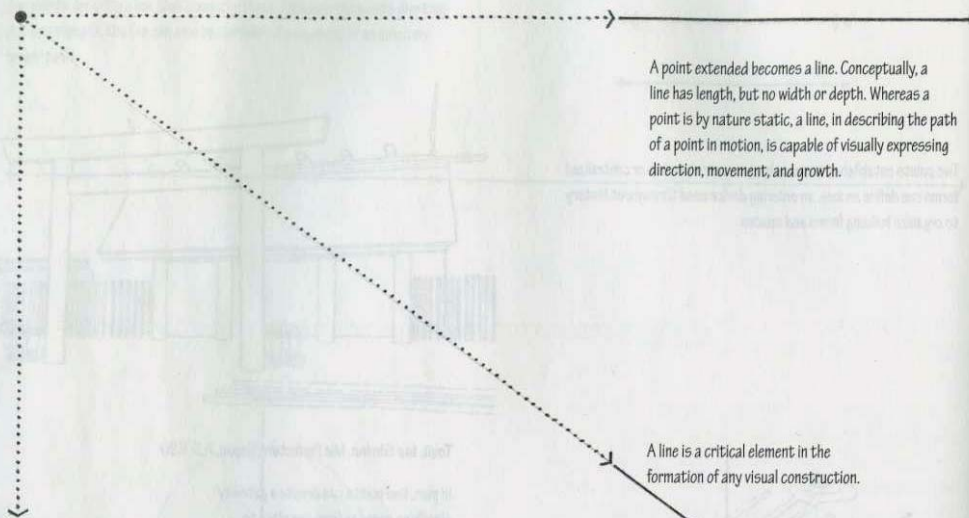 A point extended becomes a line. Conceptually, a
line has length, but no width or depth. Whereas a
point is by nature static, a line, in describing the path
of a point in motion, is capable of visually expressing
direction, movement, and growth.
A line is a critical element in the
formation of any visual construction.